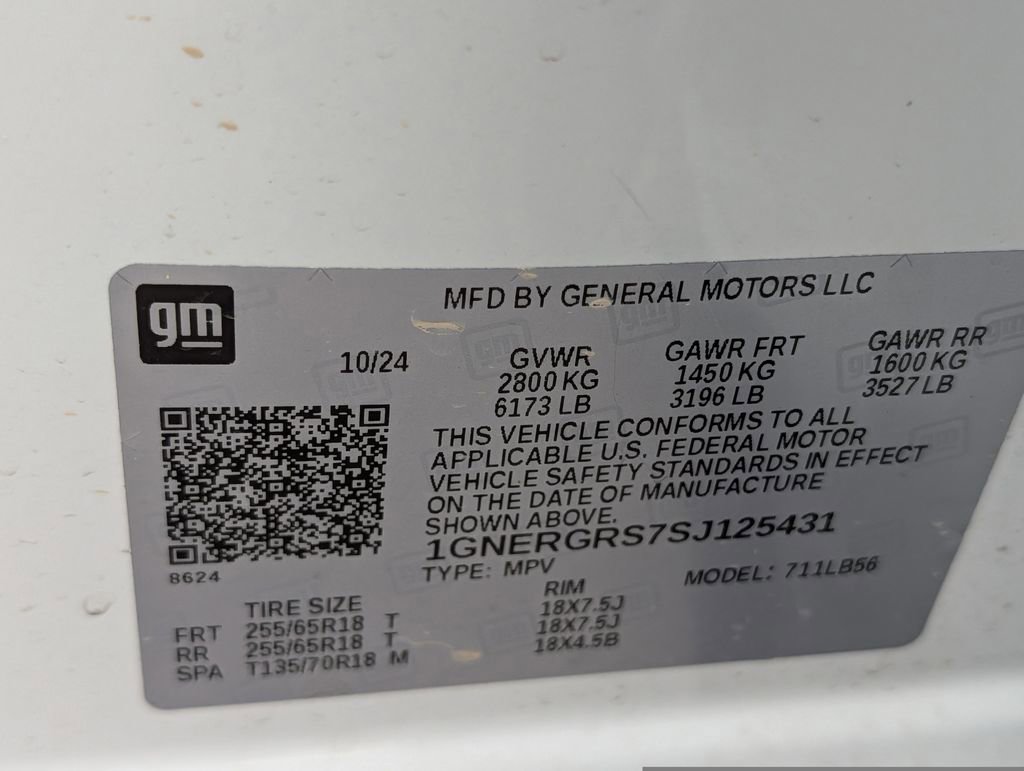 gm
MFD BY GENERAL MOTORS LLC
10/24
GVWR
2800 KG
6173 LB
GAWR FRT
1450 KG
3196 LB
GAWR RR
1600 KG
3527 LB
THIS VEHICLE CONFORMS TO ALL
APPLICABLE U.S. FEDERAL MOTOR
VEHICLE SAFETY STANDARDS IN EFFECT
ON THE DATE OF MANUFACTURE
SHOWN ABOVE.
1GNERGRS7SJ125431
8624
TYPE: MPV MODEL: 711LB56
TIRE SIZE RIM
FRT 255/65R18 T 18X7.5J
RR 255/65R18 T 18X7.5J
SPA T135/70R18 M 18X4.5B